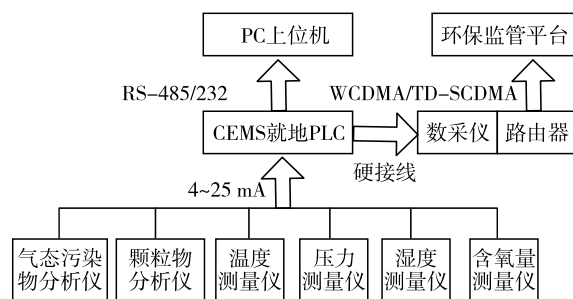 PC上位机
环保监管平台
RS-485/232
WCDMA/TD-SCDMA
CEMS就地PLC
数采仪
路由器
硬接线
4~25 mA
气态污染
物分析仪
颗粒物
分析仪
温度
测量仪
压力
测量仪
湿度
测量仪
含氧量
测量仪